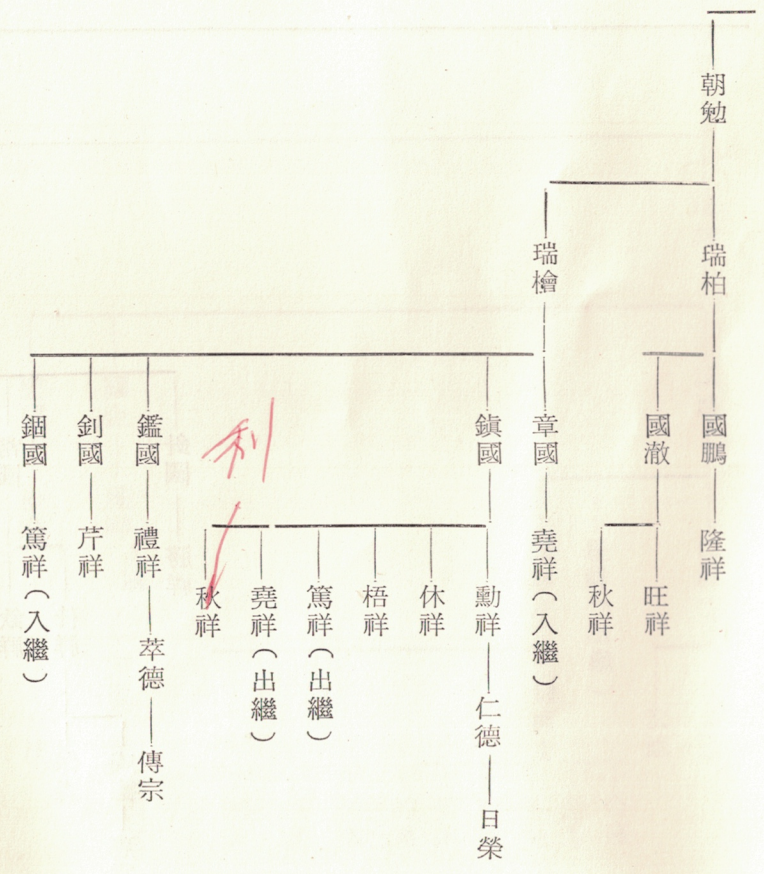 朝勉
瑞柏
瑞檜
國鵬
國澈
章國
鎮國
鑑國
釗國
錮國
隆祥
旺祥
秋祥
堯祥(入繼)
勳祥
休祥
梧祥
篤祥(出繼)
堯祥(出繼)
秋祥
利
禮祥
芹祥
篤祥(入繼)
仁德
萃德
日榮
傳宗